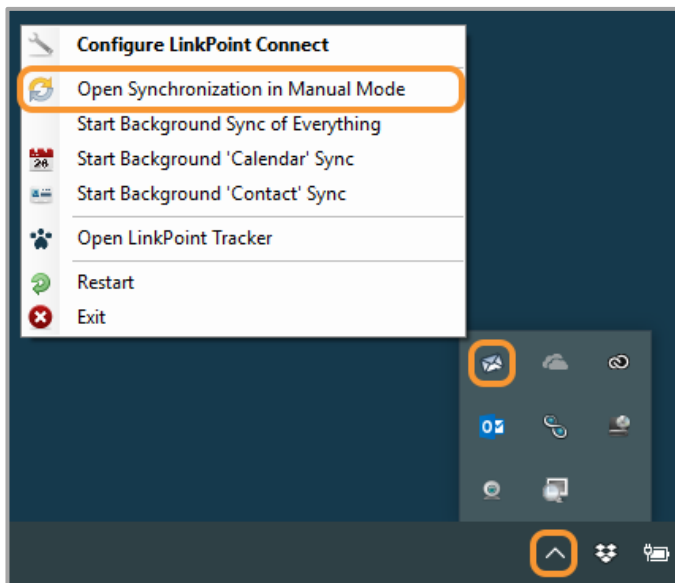 Configure LinkPoint Connect
Open Synchronization in Manual Mode
Start Background Sync of Everything
26
Start Background 'Calendar' Sync
Start Background 'Contact' Sync
Open LinkPoint Tracker
Restart
Exit